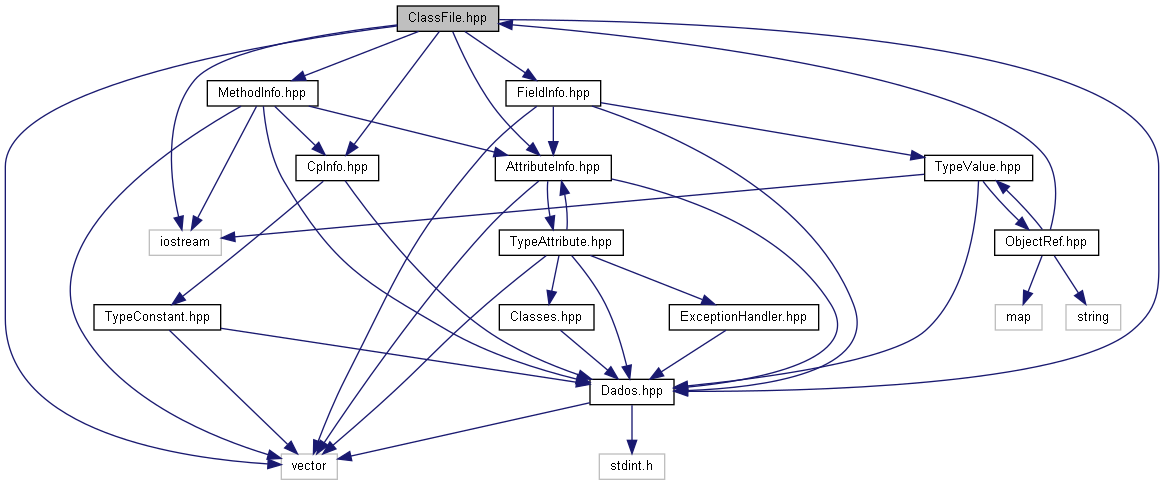 ClassFile.hpp
MethodInfo.hpp
FieldInfo.hpp
CpInfo.hpp
AttributeInfo.hpp
TypeValue.hpp
iostream
TypeAttribute.hpp
ObjectRef.hpp
TypeConstant.hpp
Classes.hpp
ExceptionHandler.hpp
map
string
Dados.hpp
vector
stdint.h